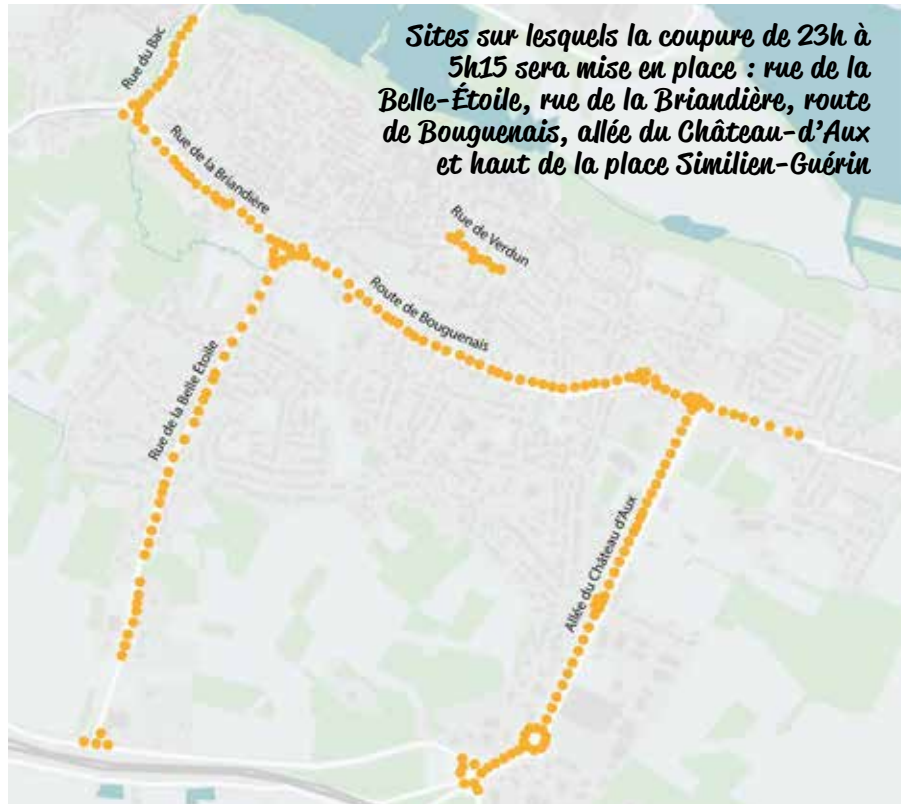 Sites sur lesquels la coupure de 23h à
5h15 sera mise en place : rue de la
Belle-Étoile, rue de la Briandière, route
de Bouguenais, allée du Château-d'Aux
et haut de la place Similien-Guérin
Rue du Bac
Rue de la Briandière
Rue de Verdun
Route de Bouguenais
Rue de la Belle Etoile
Allée du Château d'Aux